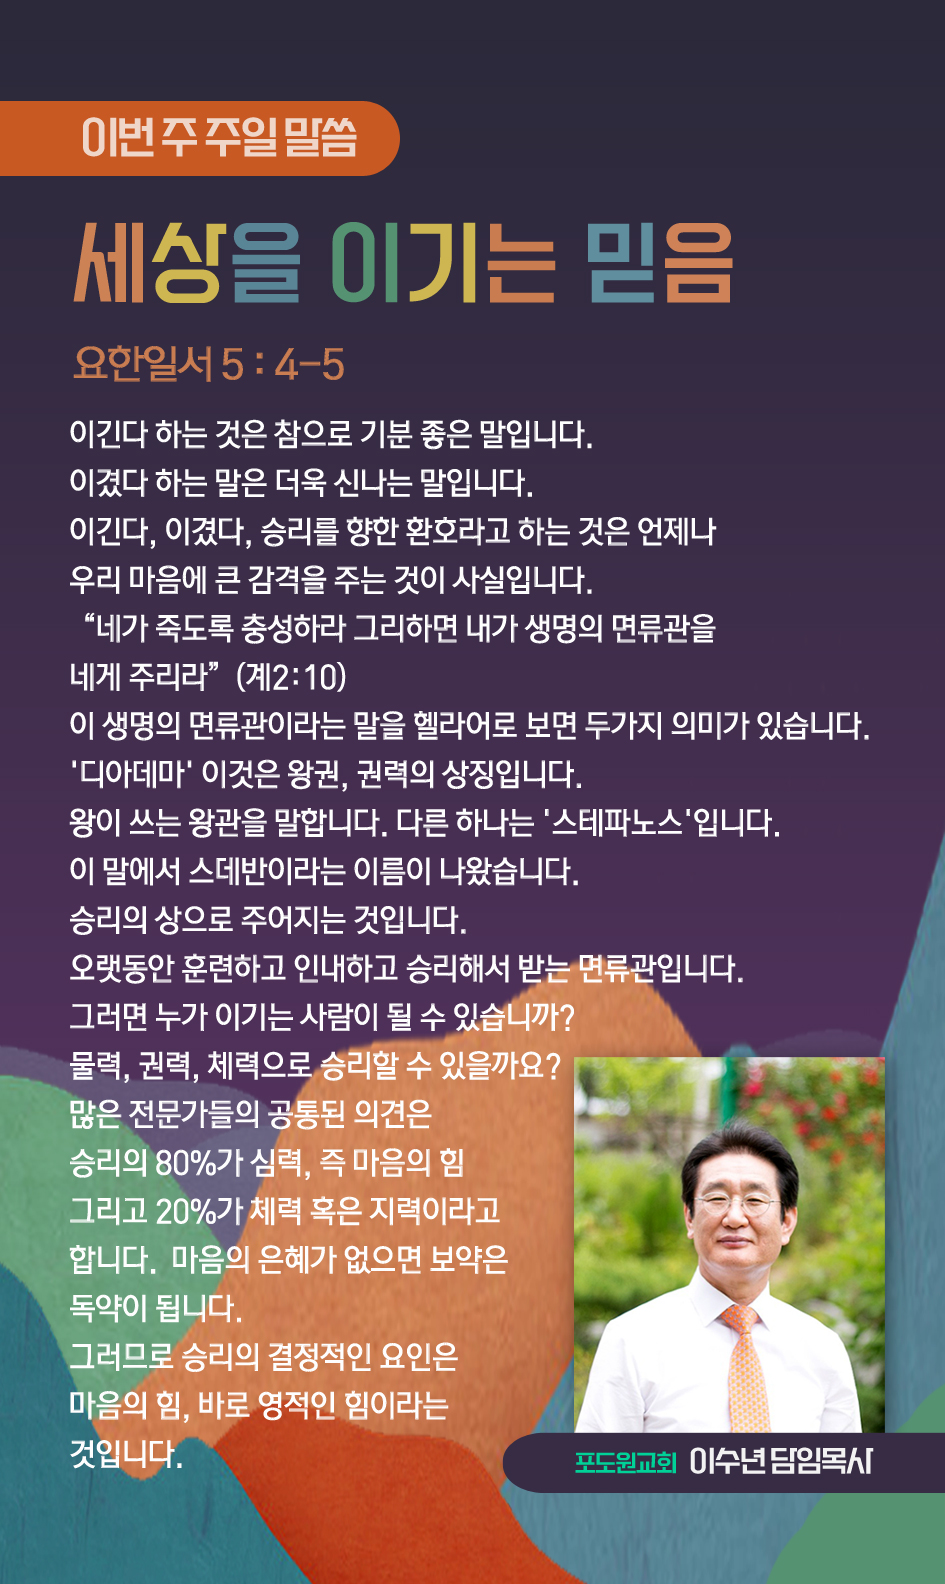 이번 주 주일 말씀
세상을 이기는 믿음
요한일서 5 : 4-5
이긴다 하는 것은 참으로 기분 좋은 말입니다.
이겼다 하는 말은 더욱 신나는 말입니다.
이긴다, 이겼다, 승리를 향한 환호라고 하는 것은 언제나
우리 마음에 큰 감격을 주는 것이 사실입니다.
“네가 죽도록 충성하라 그리하면 내가 생명의 면류관을
네게 주리라” (계2:10)
이 생명의 면류관이라는 말을 헬라어로 보면 두가지 의미가 있습니다.
'디아데마' 이것은 왕권, 권력의 상징입니다.
왕이 쓰는 왕관을 말합니다. 다른 하나는 '스테파노스'입니다.
이 말에서 스데반이라는 이름이 나왔습니다.
승리의 상으로 주어지는 것입니다.
오랫동안 훈련하고 인내하고 승리해서 받는 면류관입니다.
그러면 누가 이기는 사람이 될 수 있습니까?
물력, 권력, 체력으로 승리할 수 있을까요?
많은 전문가들의 공통된 의견은
승리의 80%가 심력, 즉 마음의 힘
그리고 20%가 체력 혹은 지력이라고
합니다. 마음의 은혜가 없으면 보약은
독약이 됩니다.
그러므로 승리의 결정적인 요인은
마음의 힘, 바로 영적인 힘이라는
것입니다.
포도원교회 이수년 담임목사